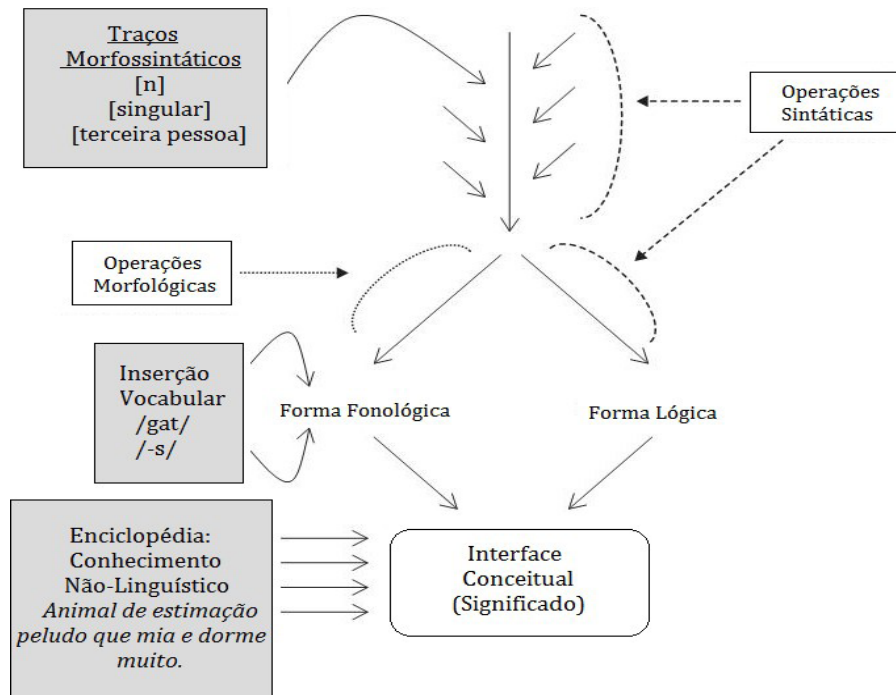 Traços
Morfossintáticos
[n]
[singular]
[terceira pessoa]
Operações
Sintáticas
Operações
Morfológicas
Inserção
Vocabular
/gat/
/-s/
Forma Fonológica
Forma Lógica
Enciclopédia:
Conhecimento
Não-Linguístico
Animal de estimação
peludo que mia e dorme
muito.
Interface
Conceitual
(Significado)